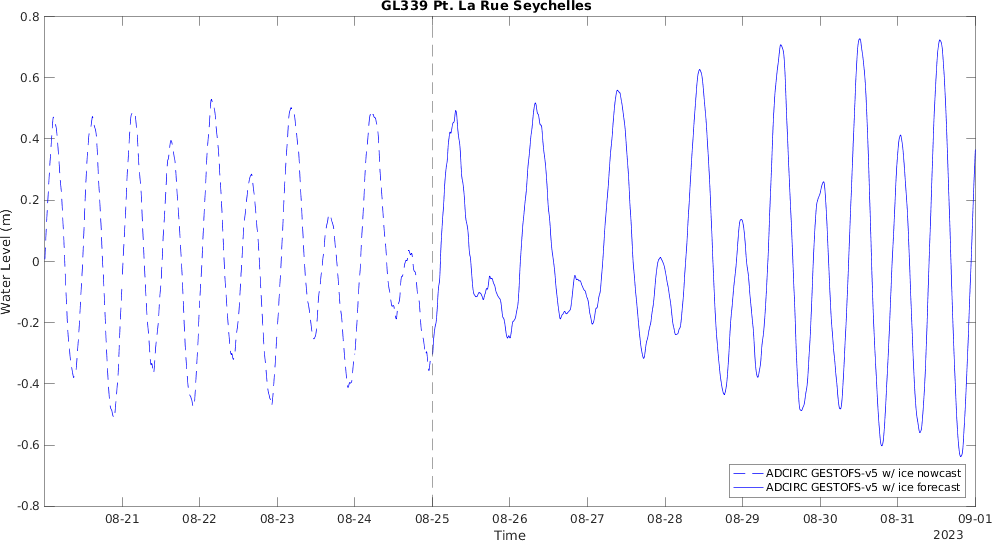 GL339 Pt. La Rue Seychelles
0.8
0.6
0.4
0.2
0
-0.2
-0.4
-0.6
-0.8
Water Level (m)
ADCIRC GESTOFS-v5 w/ ice nowcast
ADCIRC GESTOFS-v5 w/ ice forecast
08-21 08-22 08-23 08-24 08-25 08-26 08-27 08-28 08-29 08-30 08-31 09-01
Time
2023